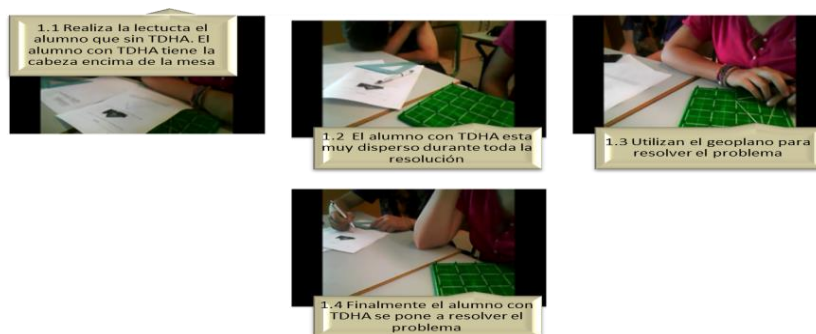 1.1 Realiza la lectucta el
alumno que sin TDHA. El
alumno con TDHA tiene la
cabeza encima de la mesa
1.2 El alumno con TDHA esta
muy disperso durante toda la
resolución
1.3 Utilizan el geoplano para
resolver el problema
1.4 Finalmente el alumno con
TDHA se pone a resolver el
problema